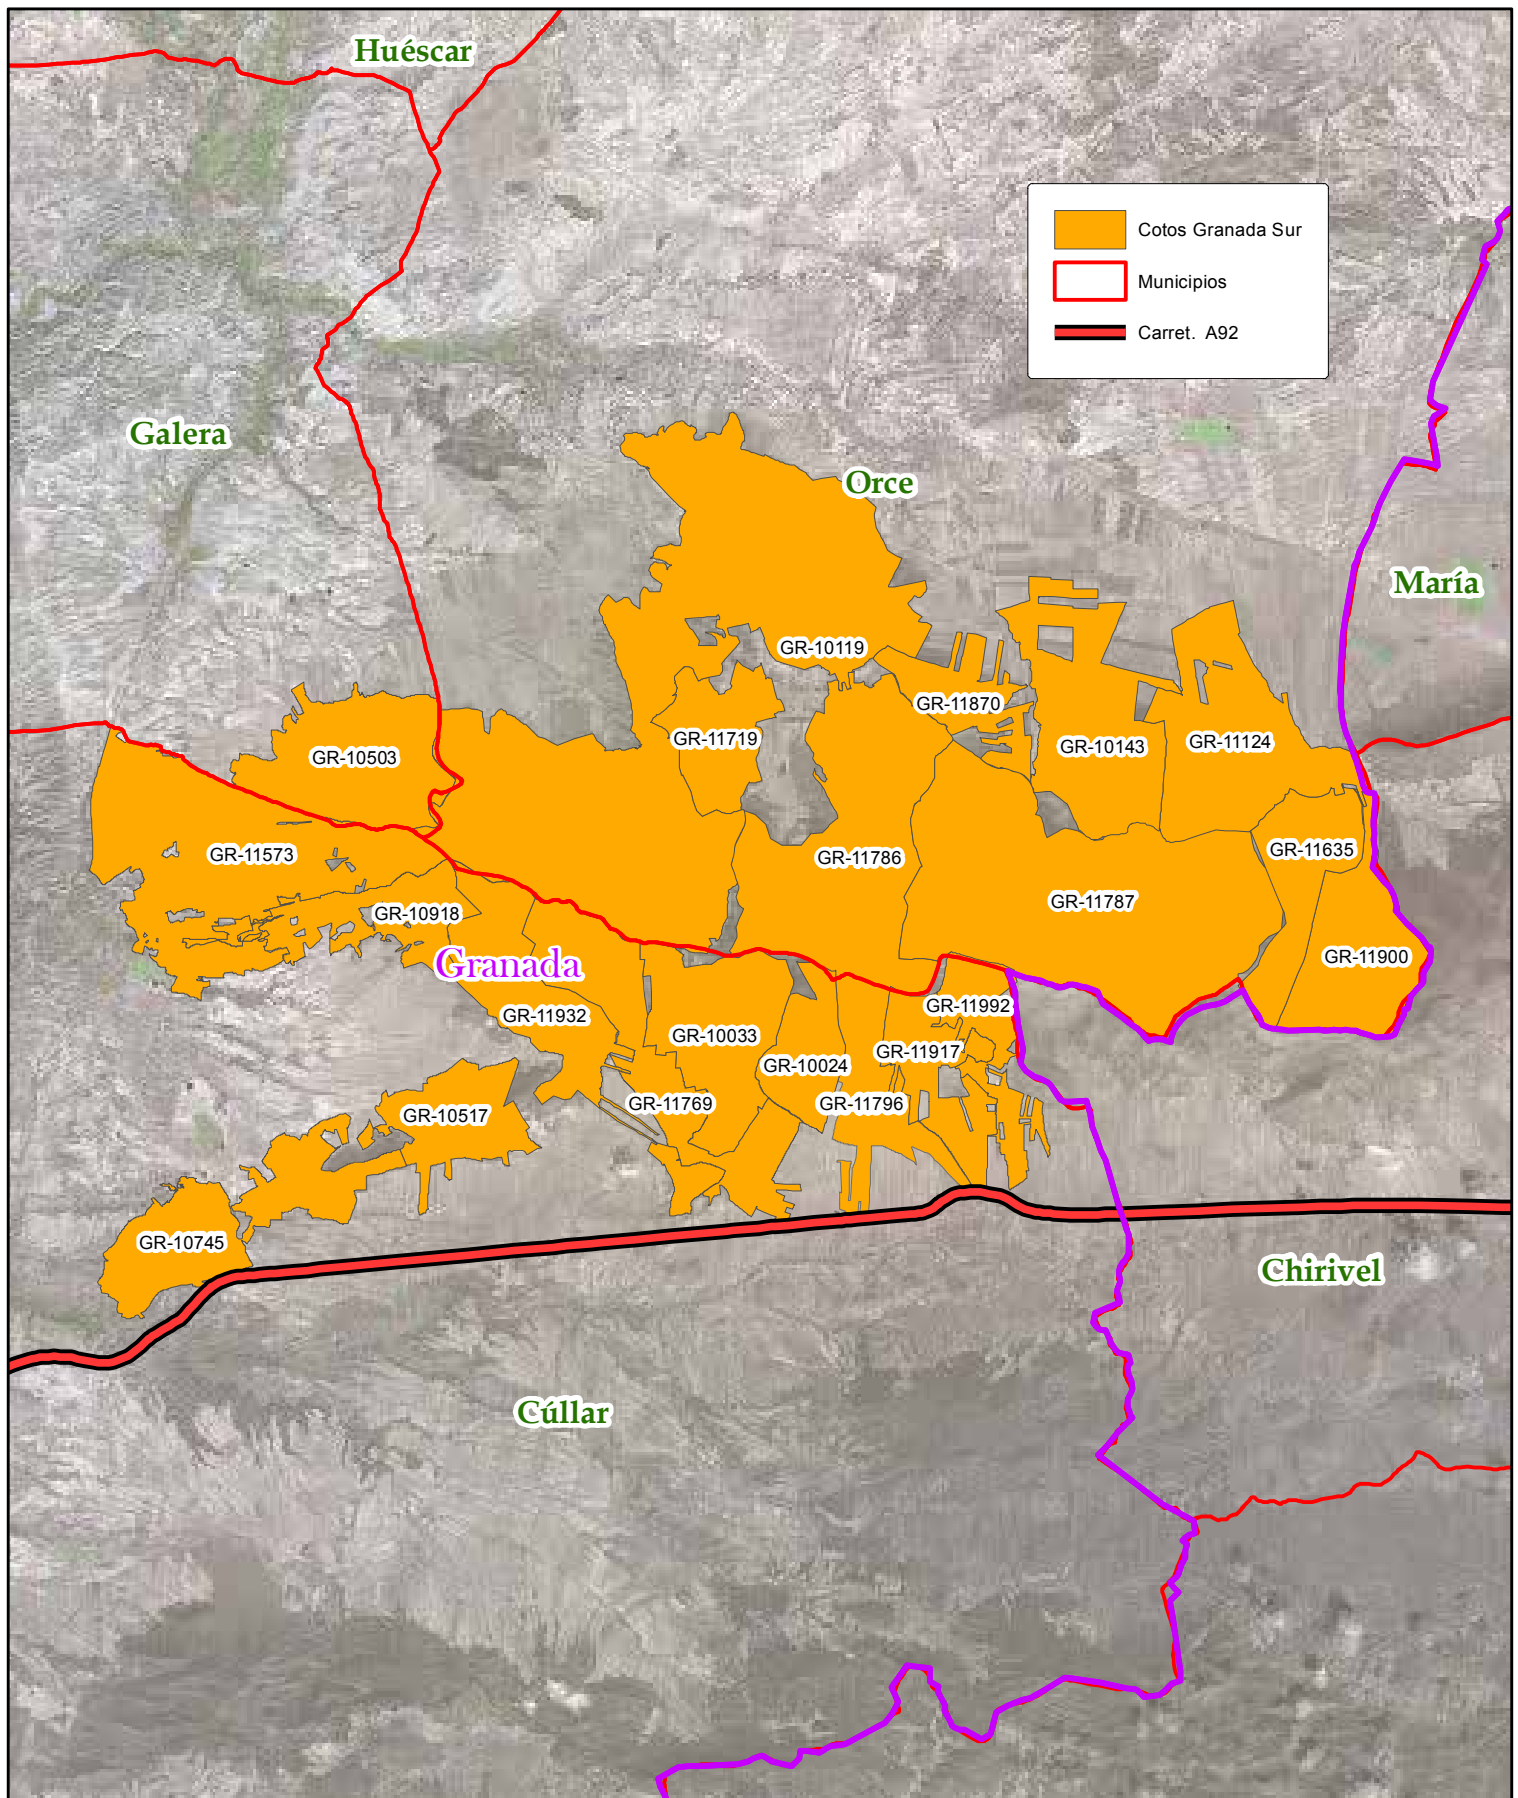 Huéscar
Cotos Granada Sur
Municipios
Carret. A92
Galera
Orce
María
GR-10119
GR-11870
GR-11719
GR-10143
GR-11124
GR-10503
GR-11573
GR-11786
GR-11635
GR-11787
GR-10918
Granada
GR-11900
GR-11992
GR-11932
GR-10033
GR-11917
GR-10024
GR-11769
GR-11796
GR-10517
GR-10745
Chirivel
Cúllar